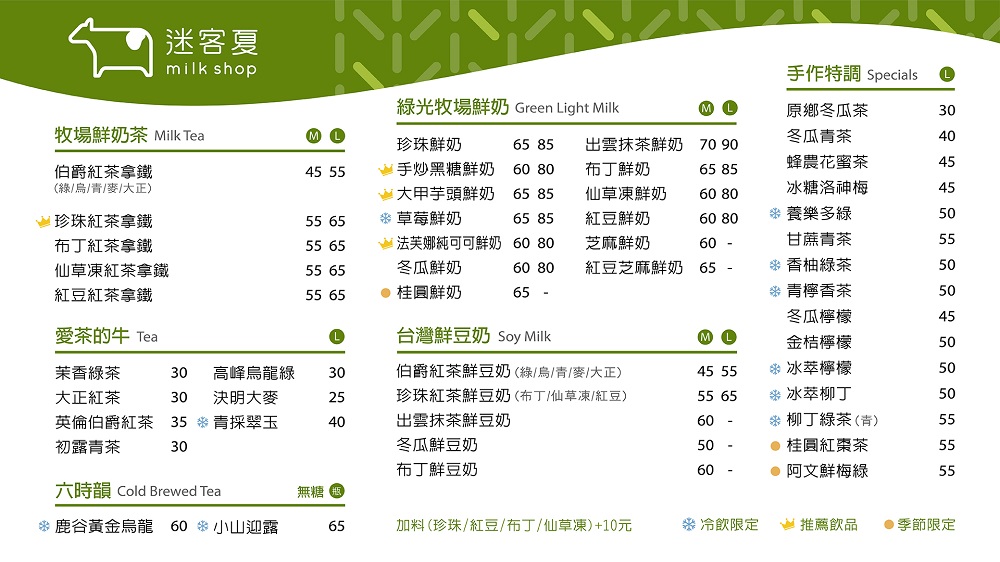 迷客夏
milk shop
牧場鮮奶茶 Milk Tea M L
伯爵紅茶拿鐵 45 55
(綠/烏/青/麥/大正)
珍珠紅茶拿鐵 55 65
布丁紅茶拿鐵 55 65
仙草凍紅茶拿鐵 55 65
紅豆紅茶拿鐵 55 65
愛茶的牛 Tea L
茉香綠茶 30 高峰烏龍綠 30
大正紅茶 30 決明大麥 25
英倫伯爵紅茶 35 青採翠玉 40
初露青茶 30
六時韻 Cold Brewed Tea 無糖 瓶
鹿谷黃金烏龍 60 小山迎露 65
綠光牧場鮮奶 Green Light Milk M L
珍珠鮮奶 65 85 出雲抹茶鮮奶 70 90
手炒黑糖鮮奶 60 80 布丁鮮奶 65 85
大甲芋頭鮮奶 65 85 仙草凍鮮奶 60 80
草莓鮮奶 65 85 紅豆鮮奶 60 80
法芙娜純可可鮮奶 60 80 芝麻鮮奶 60 -
冬瓜鮮奶 60 80 紅豆芝麻鮮奶 65 -
桂圓鮮奶 65 -
台灣鮮豆奶 Soy Milk M L
伯爵紅茶鮮豆奶 (綠/烏/青/麥/大正) 45 55
珍珠紅茶鮮豆奶 (布丁/仙草凍/紅豆) 55 65
出雲抹茶鮮豆奶 60 -
冬瓜鮮豆奶 50 -
布丁鮮豆奶 60 -
加料(珍珠/紅豆/布丁/仙草凍)+10元
手作特調 Specials L
原鄉冬瓜茶 30
冬瓜青茶 40
蜂農花蜜茶 45
冰糖洛神梅 45
養樂多綠 50
甘蔗青茶 55
香柚綠茶 50
青檸香茶 50
冬瓜檸檬 45
金桔檸檬 50
冰萃檸檬 50
冰萃柳丁 50
柳丁綠茶(青) 55
桂圓紅棗茶 55
阿文鮮梅綠 55
冷飲限定 推薦飲品 季節限定